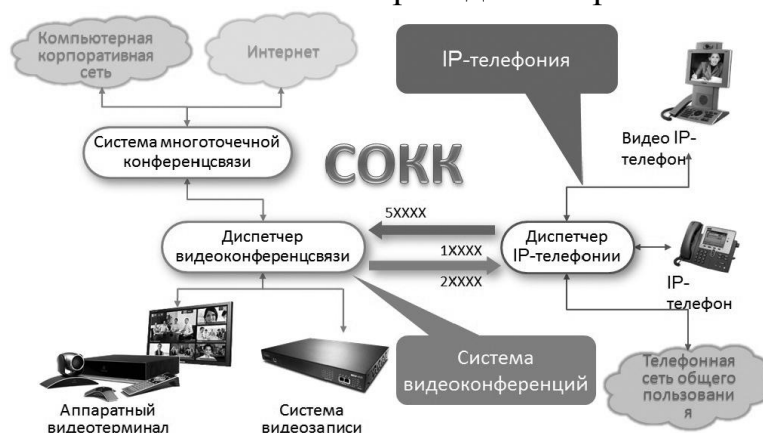 Компьютерная
корпоративная
сеть
Интернет
IP-телефония
Система многоточечной
конференцсвязи
СОКК
Видео IP-
телефон
5XXXX
Диспетчер
видеоконференцсвязи
1XXXX
2XXXX
Диспетчер
IP-телефонии
IP-
телефон
Система
видеоконференций
Телефонная
сеть общего
пользовани
я
Аппаратный
видеотерминал
Система
видеозаписи